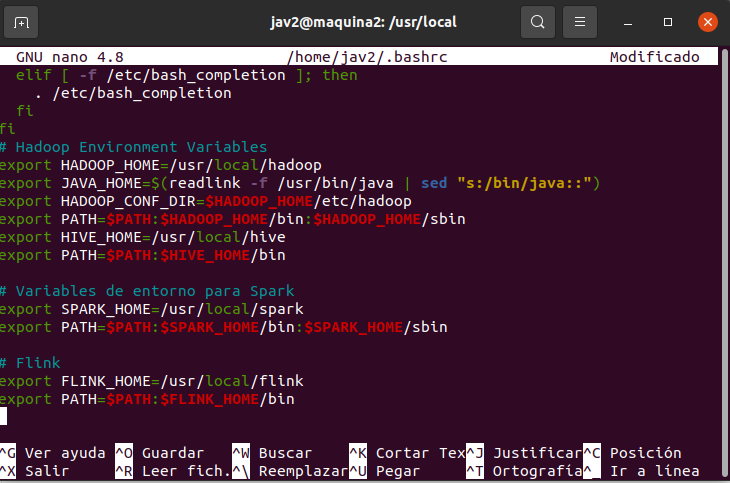 jav2@maquina2: /usr/local
GNU nano 4.8 /home/jav2/.bashrc Modificado
elif [ -f /etc/bash_completion ]; then
. /etc/bash_completion
fi
fi
# Hadoop Environment Variables
export HADOOP_HOME=/usr/local/hadoop
export JAVA_HOME=$(readlink -f /usr/bin/java | sed "s:/bin/java::")
export HADOOP_CONF_DIR=$HADOOP_HOME/etc/hadoop
export PATH=$PATH:$HADOOP_HOME/bin:$HADOOP_HOME/sbin
export HIVE_HOME=/usr/local/hive
export PATH=$PATH:$HIVE_HOME/bin
# Variables de entorno para Spark
export SPARK_HOME=/usr/local/spark
export PATH=$PATH:$SPARK_HOME/bin:$SPARK_HOME/sbin
# Flink
export FLINK_HOME=/usr/local/flink
export PATH=$PATH:$FLINK_HOME/bin
^G Ver ayuda ^O Guardar ^W Buscar ^K Cortar Tex^J Justificar^C Posición
^X Salir ^R Leer fich.^\ Reemplazar^U Pegar ^T Ortografía^_ Ir a línea